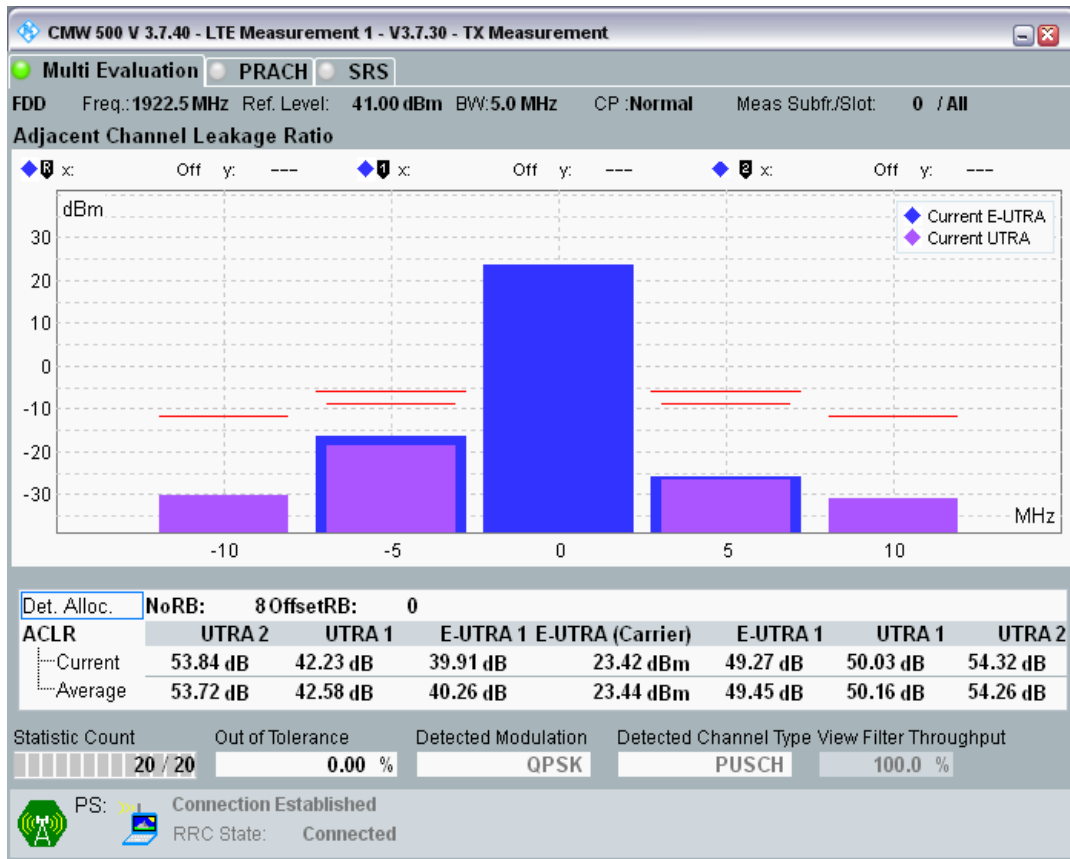 CMW 500 V 3.7.40 - LTE Measurement 1 - V3.7.30 - TX Measurement
Multi Evaluation PRACH SRS
FDD Freq.: 1922.5 MHz Ref. Level: 41.00 dBm BW: 5.0 MHz CP : Normal Meas Subfr./Slot: 0 / All
Adjacent Channel Leakage Ratio
R x: Off y: --- 1 x: Off y: --- 2 x: Off y: ---
dBm
Current E-UTRA
Current UTRA
30
20
10
0
-10
-20
-30
MHz
-10 -5 0 5 10
Det. Alloc. NoRB: 8 OffsetRB: 0
ACLR UTRA 2 UTRA 1 E-UTRA 1 E-UTRA (Carrier) E-UTRA 1 UTRA 1 UTRA 2
Current 53.84 dB 42.23 dB 39.91 dB 23.42 dBm 49.27 dB 50.03 dB 54.32 dB
Average 53.72 dB 42.58 dB 40.26 dB 23.44 dBm 49.45 dB 50.16 dB 54.26 dB
Statistic Count Out of Tolerance Detected Modulation Detected Channel Type View Filter Throughput
20 / 20 0.00 % QPSK PUSCH 100.0 %
PS: Connection Established
RRC State: Connected